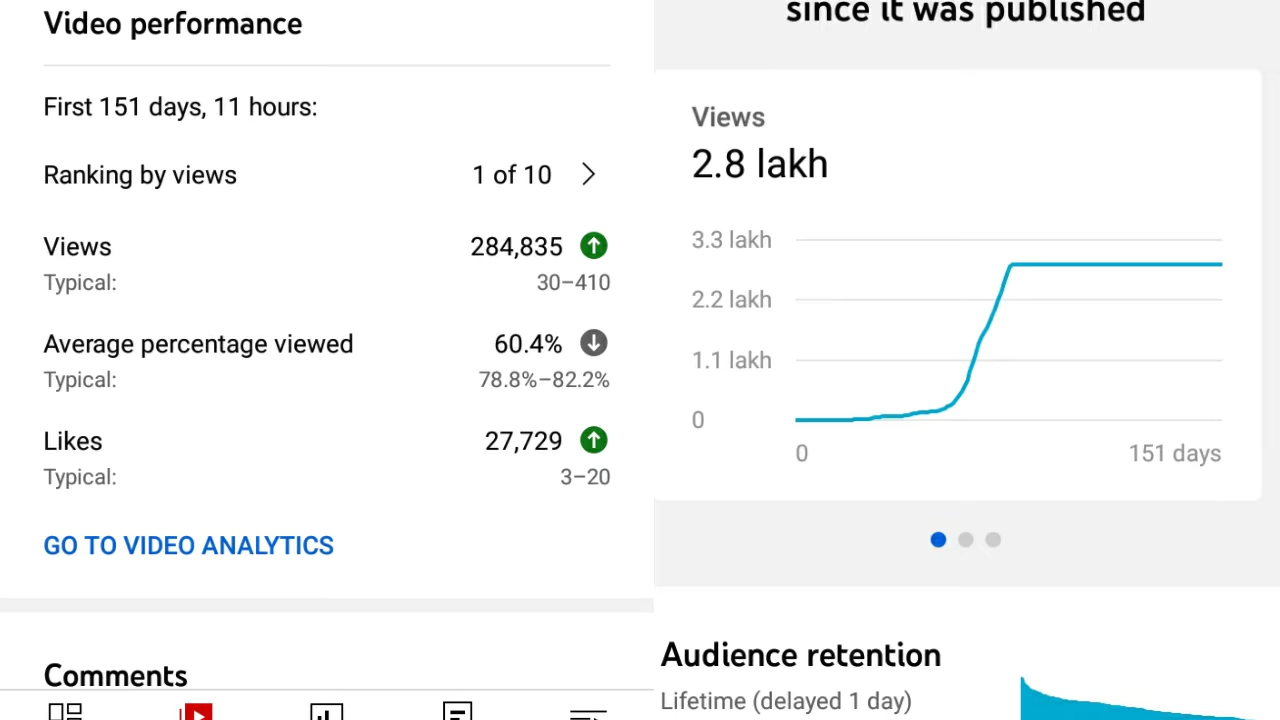 Video performance
First 151 days, 11 hours:
Ranking by views 1 of 10
Views 284,835
Typical: 30–410
Average percentage viewed 60.4%
Typical: 78.8%–82.2%
Likes 27,729
Typical: 3–20
GO TO VIDEO ANALYTICS
Comments
since it was published
Views
2.8 lakh
3.3 lakh
2.2 lakh
1.1 lakh
0
0 151 days
Audience retention
Lifetime (delayed 1 day)